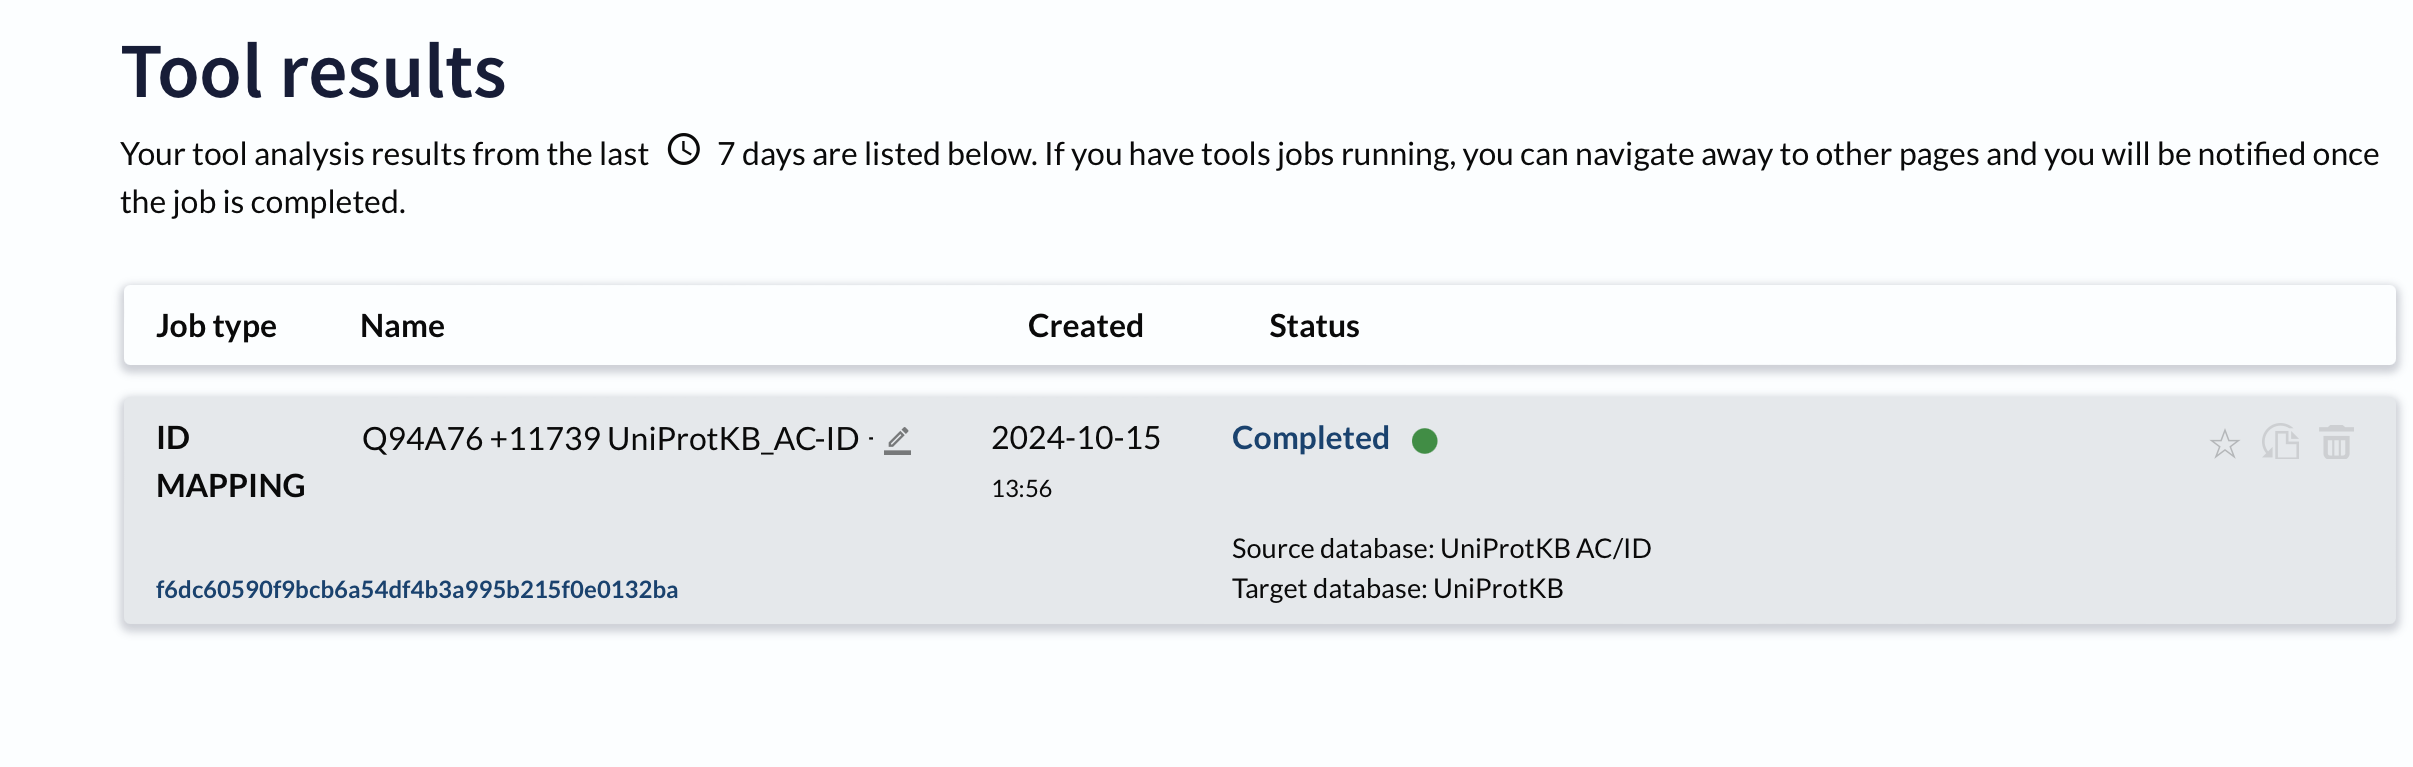 Tool results
Your tool analysis results from the last 7 days are listed below. If you have tools jobs running, you can navigate away to other pages and you will be notified once
the job is completed.
Job type Name Created Status
ID Q94A76 +11739 UniProtKB_AC-ID · 2024-10-15 Completed
MAPPING 13:56
Source database: UniProtKB AC/ID
f6dc60590f9bcb6a54df4b3a995b215f0e0132ba Target database: UniProtKB